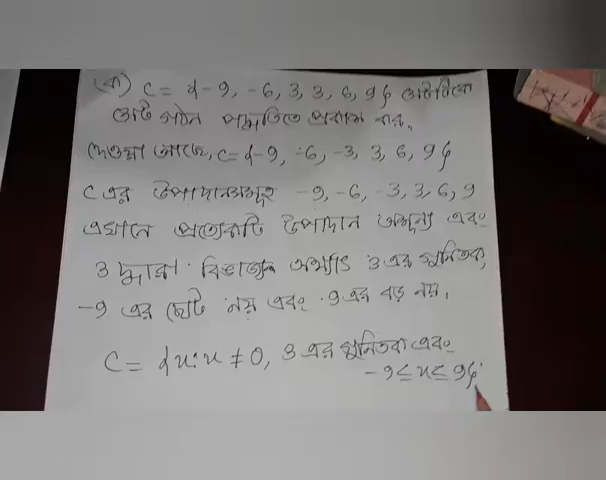 (ক) C = {-9, -6, 3, 3, 6, 9} সেটটিকে
সেট গঠন পদ্ধতিতে প্রকাশ কর,
দেওয়া আছে, C = {-9, -6, -3, 3, 6, 9}
C এর উপাদানসমূহ -9, -6, -3, 3, 6, 9
এখানে প্রত্যেকটি উপাদান অশূন্য এবং
3 দ্বারা বিভাজ্য অর্থাৎ 3 এর গুনিতক,
-9 এর ছোট নয় এবং 9 এর বড় নয়।
C = {x : x ≠ 0, 3 এর গুনিতক এবং
-9 ≤ x ≤ 9}